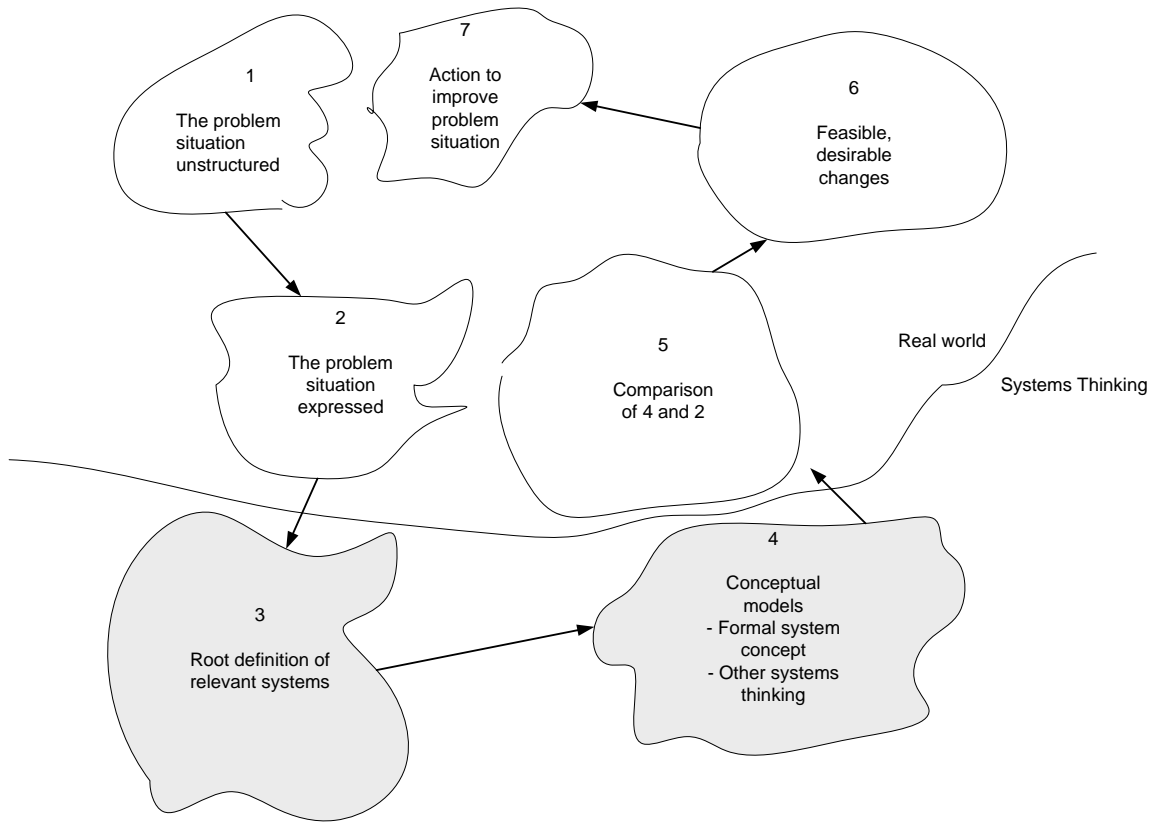 1
The problem
situation
unstructured
7
Action to
improve
problem
situation
6
Feasible,
desirable
changes
2
The problem
situation
expressed
5
Comparison
of 4 and 2
Real world
Systems Thinking
3
Root definition of
relevant systems
4
Conceptual
models
- Formal system
concept
- Other systems
thinking